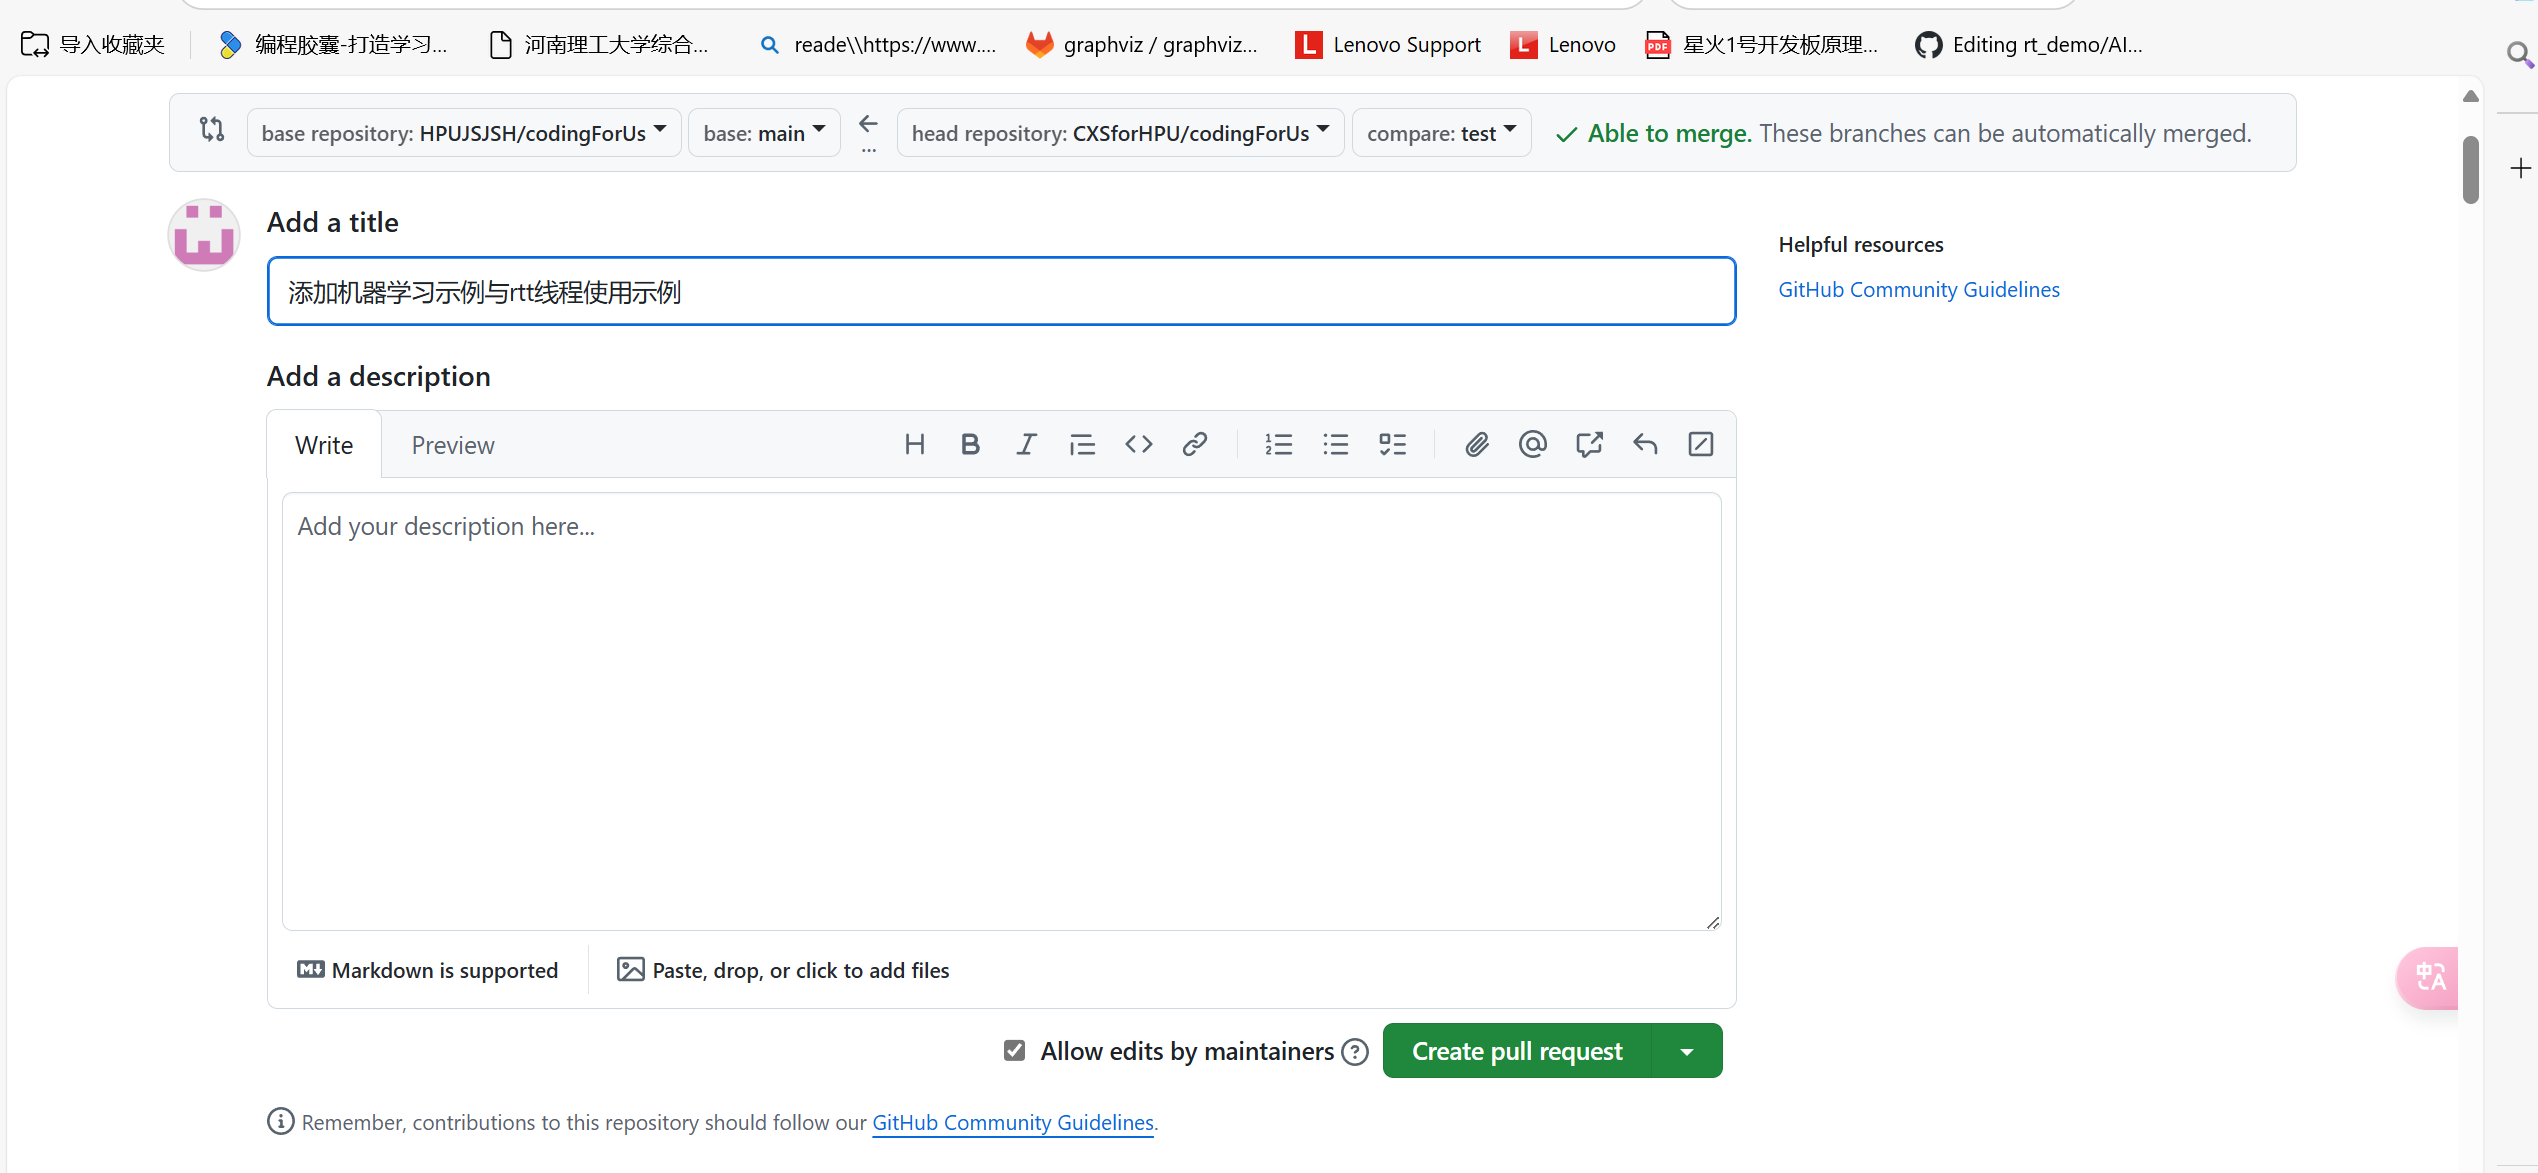 导入收藏夹 编程胶囊-打造学习... 河南理工大学综合... reade\\https://www.... graphviz / graphviz... Lenovo Support Lenovo 星火1号开发板原理... Editing rt_demo/AI...
base repository: HPUJSJSH/codingForUs base: main ... head repository: CXSforHPU/codingForUs compare: test Able to merge. These branches can be automatically merged.
Add a title
添加机器学习示例与rtt线程使用示例
Helpful resources
GitHub Community Guidelines
Add a description
Write Preview
Add your description here...
Markdown is supported Paste, drop, or click to add files
Allow edits by maintainers Create pull request
Remember, contributions to this repository should follow our GitHub Community Guidelines.